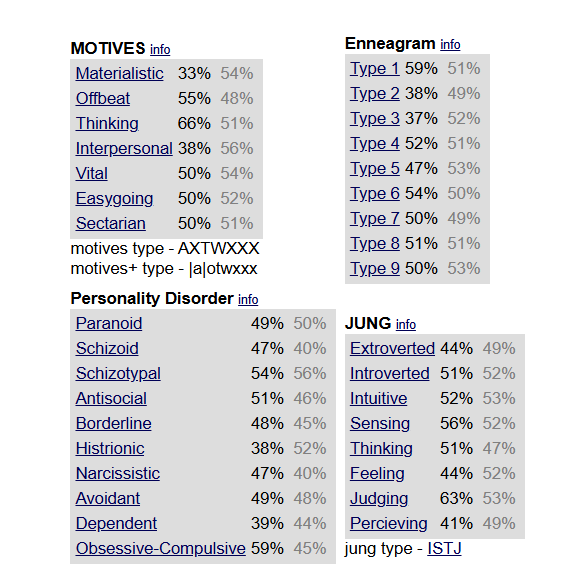 MOTIVES info
Materialistic 33% 54%
Offbeat 55% 48%
Thinking 66% 51%
Interpersonal 38% 56%
Vital 50% 54%
Easygoing 50% 52%
Sectarian 50% 51%
motives type - AXTWXXX
motives+ type - |a|otwxxx
Personality Disorder info
Paranoid 49% 50%
Schizoid 47% 40%
Schizotypal 54% 56%
Antisocial 51% 46%
Borderline 48% 45%
Histrionic 38% 52%
Narcissistic 47% 40%
Avoidant 49% 48%
Dependent 39% 44%
Obsessive-Compulsive 59% 45%
Enneagram info
Type 1 59% 51%
Type 2 38% 49%
Type 3 37% 52%
Type 4 52% 51%
Type 5 47% 53%
Type 6 54% 50%
Type 7 50% 49%
Type 8 51% 51%
Type 9 50% 53%
JUNG info
Extroverted 44% 49%
Introverted 51% 52%
Intuitive 52% 53%
Sensing 56% 52%
Thinking 51% 47%
Feeling 44% 52%
Judging 63% 53%
Percieving 41% 49%
jung type - ISTJ